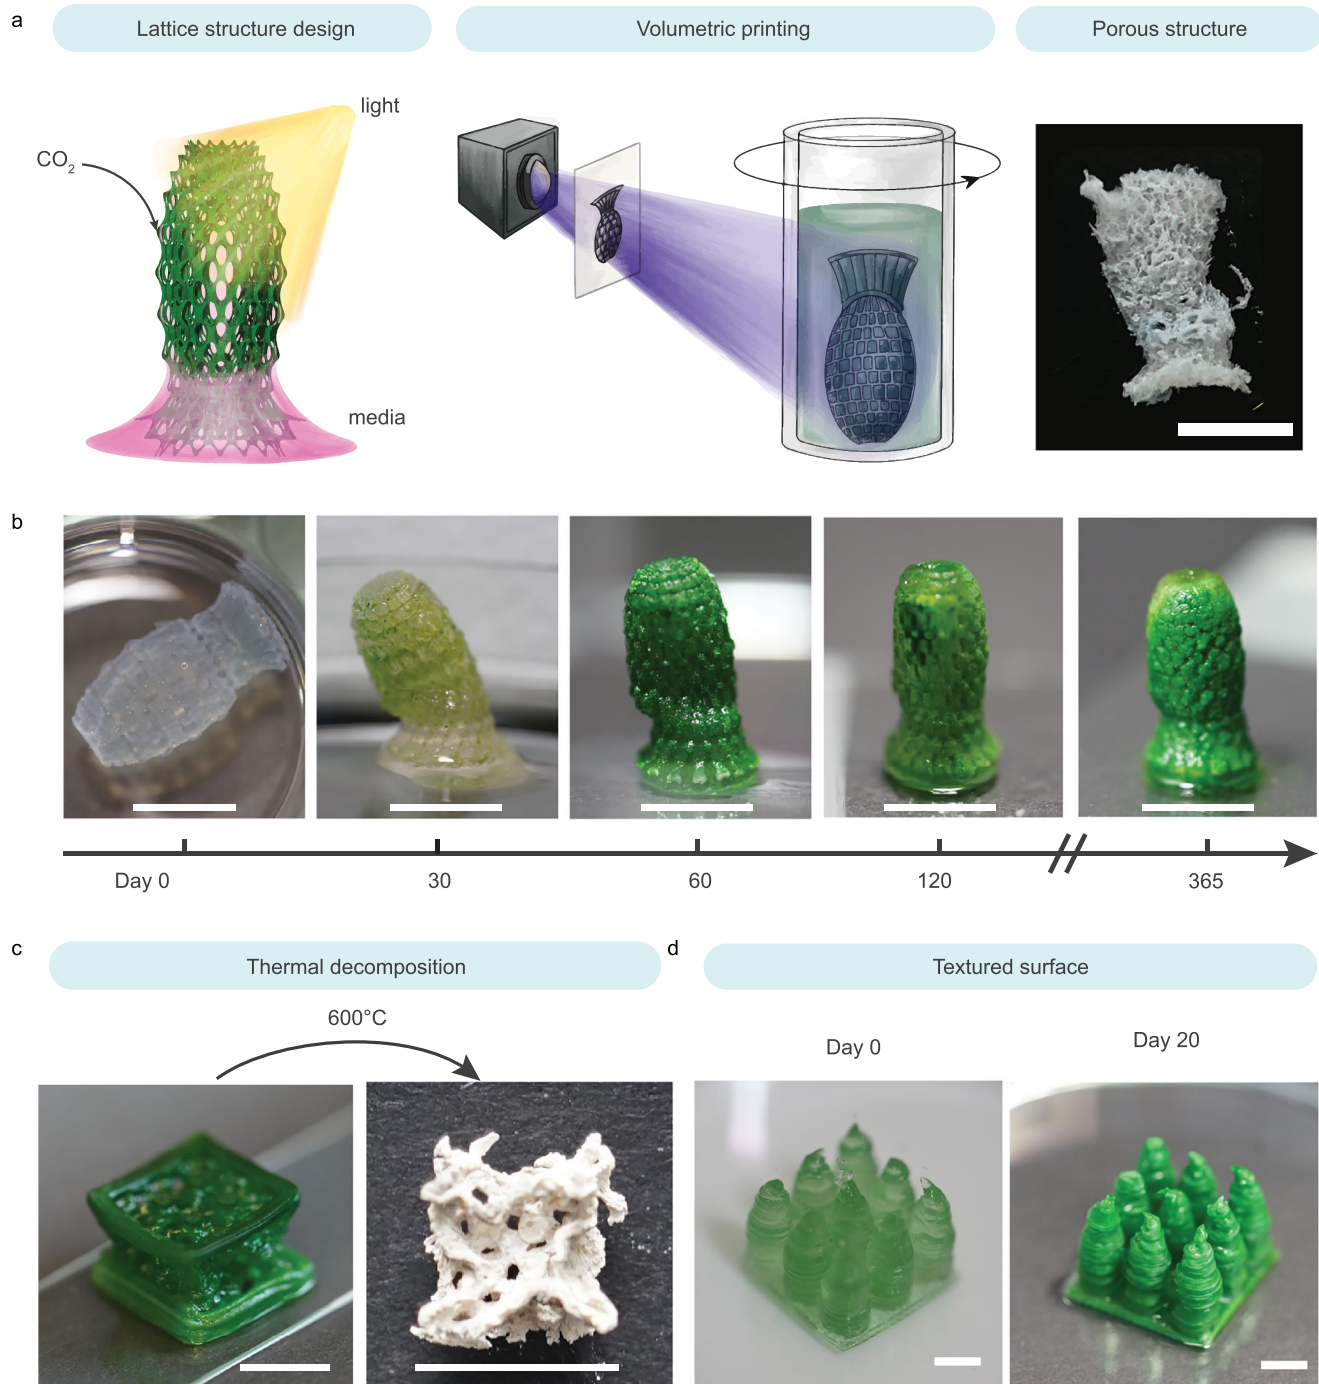 a
Lattice structure design
Volumetric printing
Porous structure
light
CO₂
media
b
Day 0
30
60
120
365
c
Thermal decomposition
d
Textured surface
600°C
Day 0
Day 20